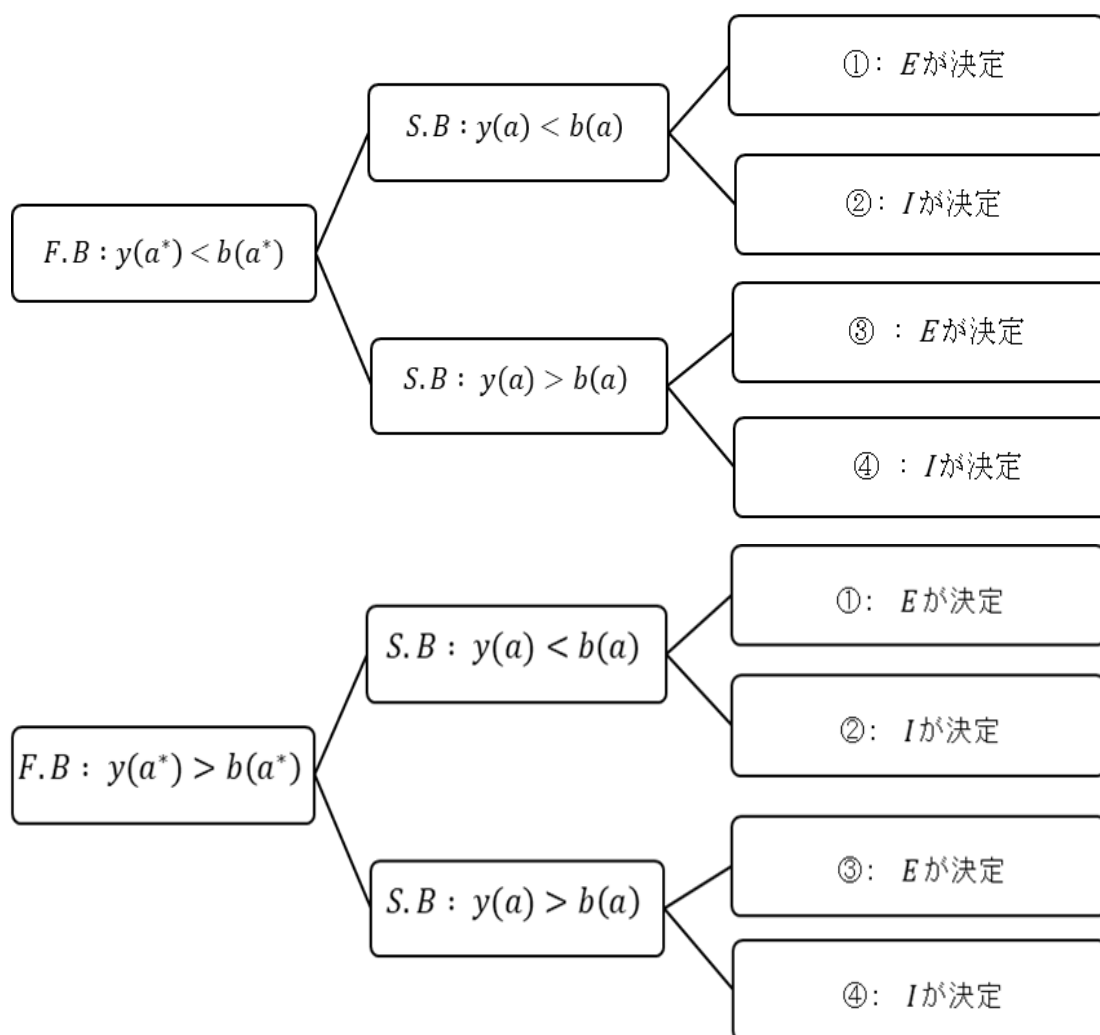 F.B : y(a*) < b(a*)
S.B : y(a) < b(a)
①: Eが決定
②: Iが決定
S.B : y(a) > b(a)
③ : Eが決定
④ : Iが決定
F.B : y(a*) > b(a*)
S.B : y(a) < b(a)
①: Eが決定
②: Iが決定
S.B : y(a) > b(a)
③: Eが決定
④: Iが決定